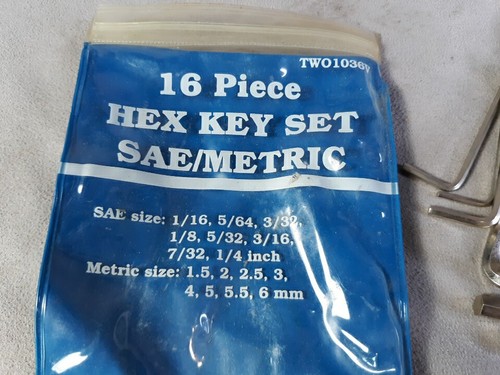 TWO1036V
16 Piece
HEX KEY SET
SAE/METRIC
SAE size: 1/16, 5/64, 3/32,
1/8, 5/32, 3/16,
7/32, 1/4 inch
Metric size: 1.5, 2, 2.5, 3,
4, 5, 5.5, 6 mm